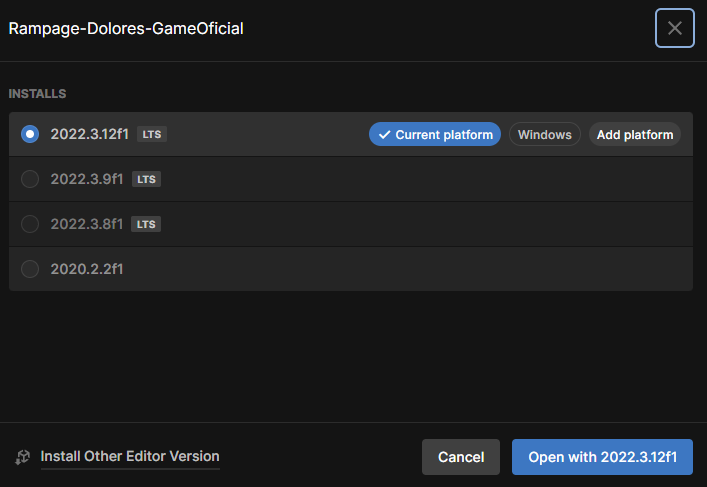 Rampage-Dolores-GameOficial
INSTALLS
2022.3.12f1 LTS Current platform Windows Add platform
2022.3.9f1 LTS
2022.3.8f1 LTS
2020.2.2f1
Install Other Editor Version Cancel Open with 2022.3.12f1